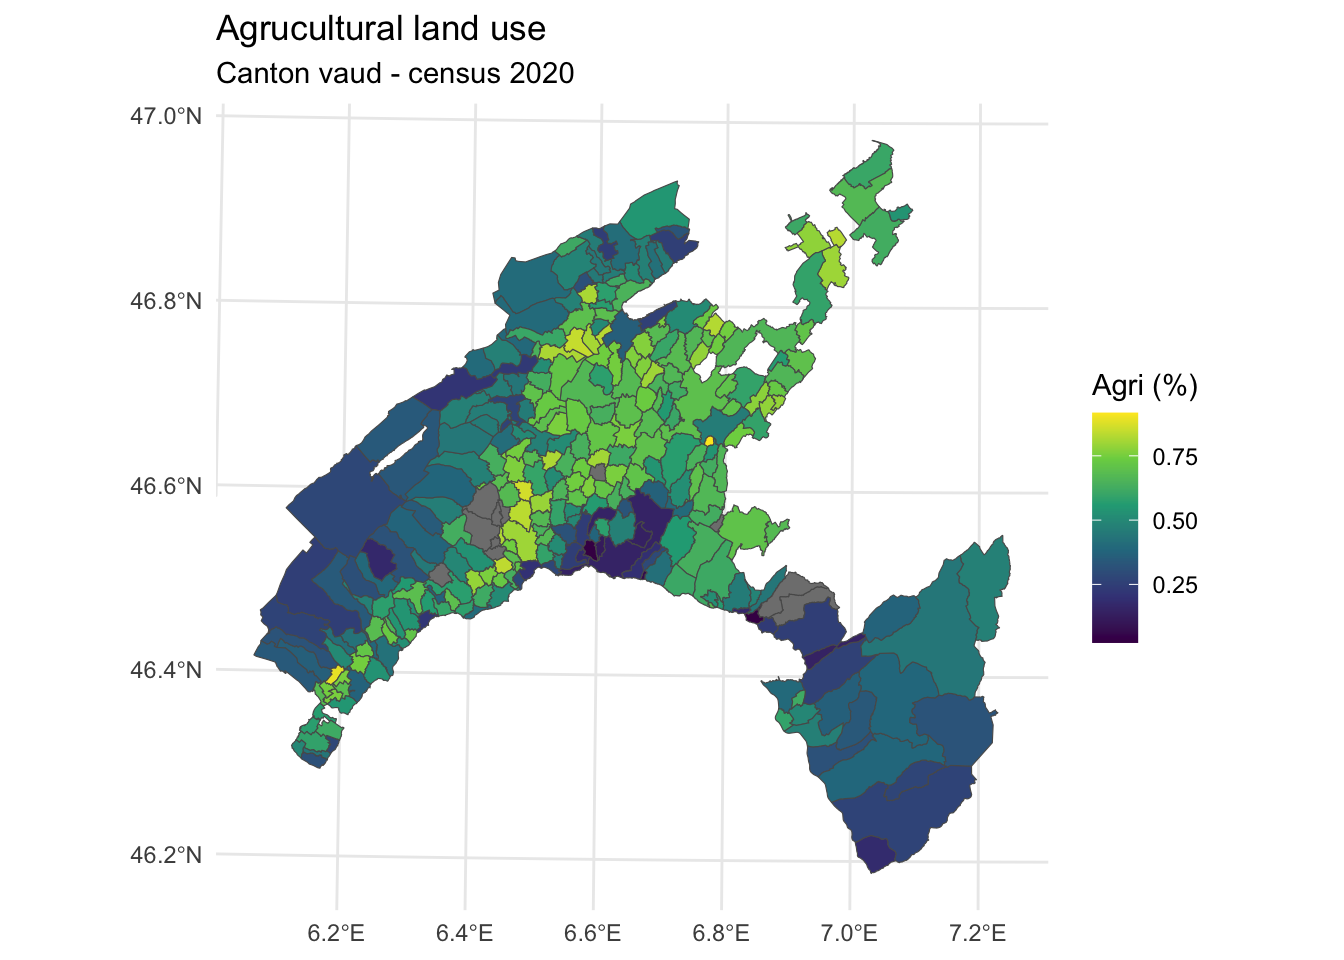 Agrucultural land use
Canton vaud - census 2020
47.0°N
46.8°N
46.6°N
46.4°N
46.2°N
6.2°E 6.4°E 6.6°E 6.8°E 7.0°E 7.2°E
Agri (%)
0.75
0.50
0.25